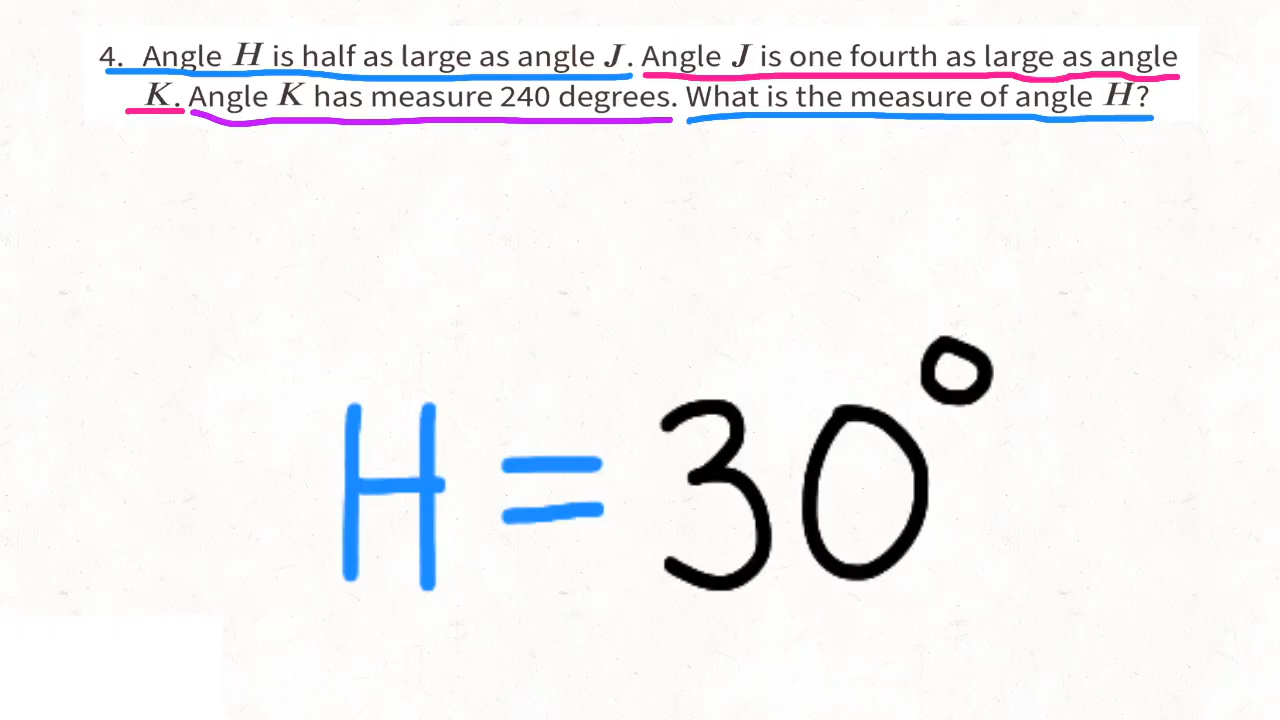 4. Angle H is half as large as angle J. Angle J is one fourth as large as angle
K. Angle K has measure 240 degrees. What is the measure of angle H?
H = 30°